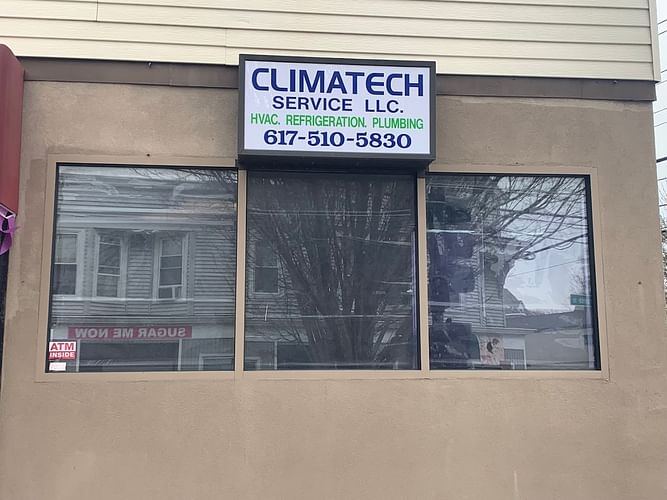 CLIMATECH
SERVICE LLC.
HVAC. REFRIGERATION. PLUMBING
617-510-5830
SUGAR ME NOW
ATM
INSIDE